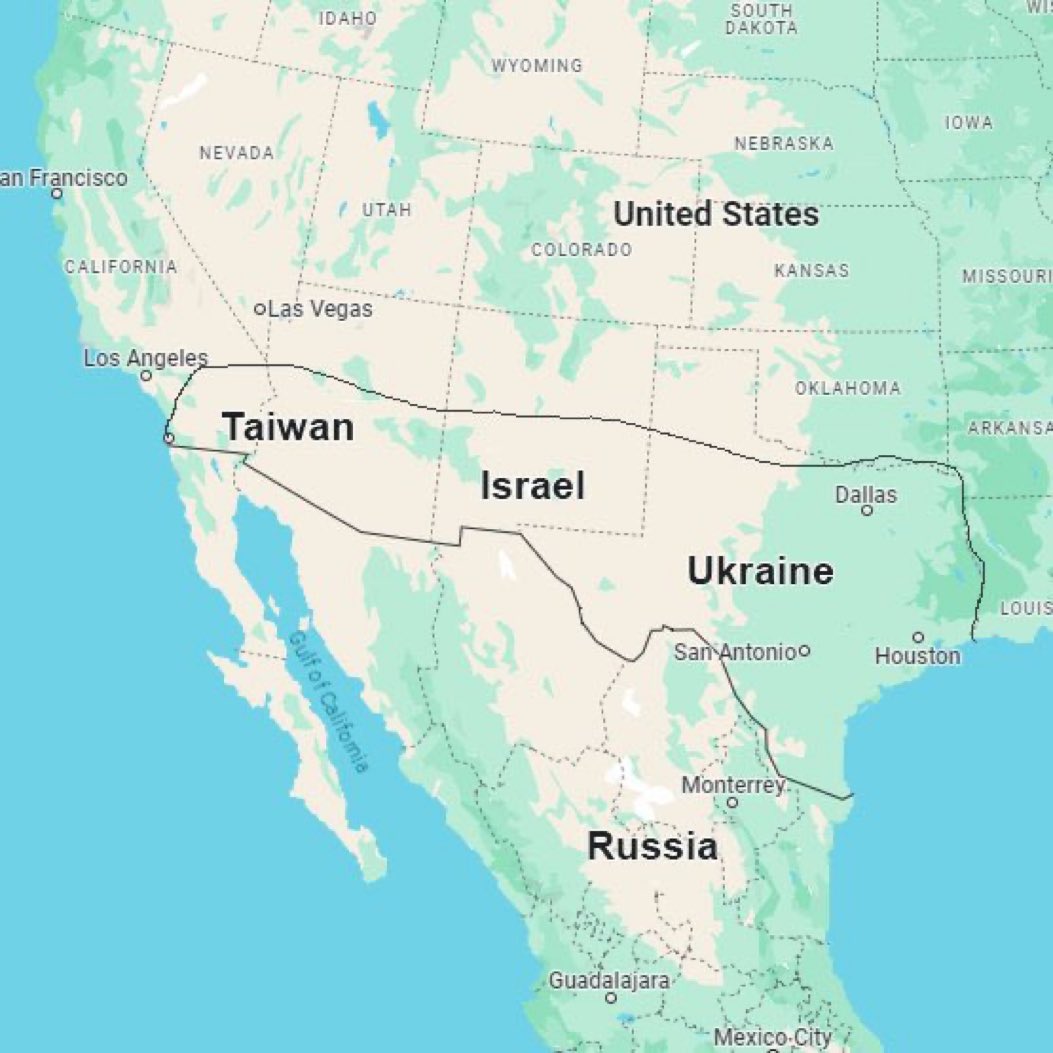 IDAHO
SOUTH
DAKOTA
WYOMING
IOWA
NEBRASKA
NEVADA
an Francisco
UTAH
United States
COLORADO
CALIFORNIA
KANSAS
MISSOURI
Las Vegas
Los Angeles
OKLAHOMA
Taiwan
ARKANSA
Israel
Dallas
Ukraine
LOUIS
San Antonio
Houston
Gulf of California
Monterrey
Russia
Guadalajara
Mexico City